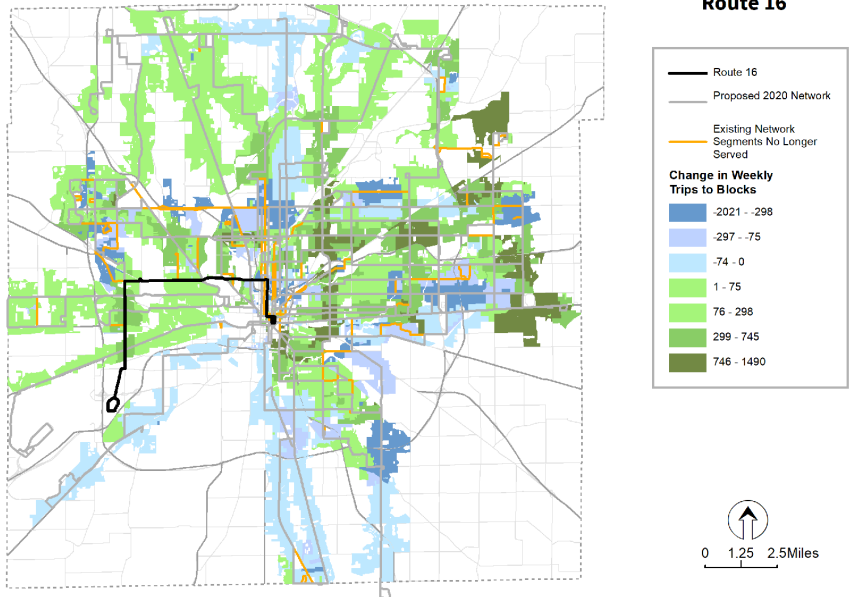 Route 16
Route 16
Proposed 2020 Network
Existing Network
Segments No Longer
Served
Change in Weekly
Trips to Blocks
-2021 - -298
-297 - -75
-74 - 0
1 - 75
76 - 298
299 - 745
746 - 1490
0 1.25 2.5Miles